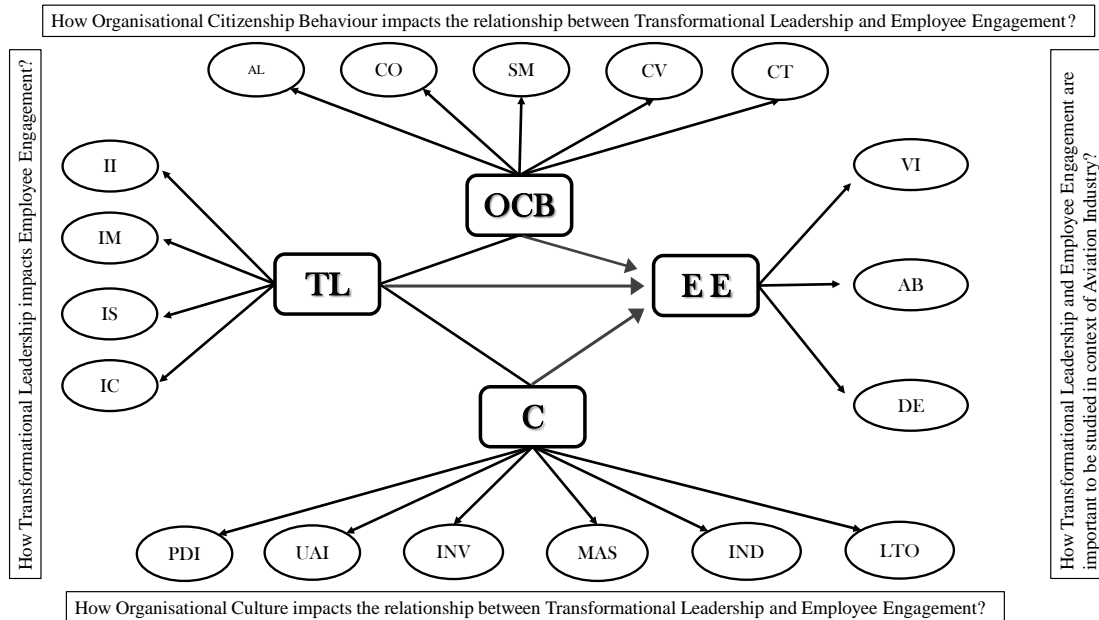 How Organisational Citizenship Behaviour impacts the relationship between Transformational Leadership and Employee Engagement?
How Transformational Leadership impacts Employee Engagement?
AL
CO
SM
CV
CT
II
IM
IS
IC
OCB
TL
E E
C
VI
AB
DE
PDI
UAI
INV
MAS
IND
LTO
How Transformational Leadership and Employee Engagement are
important to be studied in context of Aviation Industry?
How Organisational Culture impacts the relationship between Transformational Leadership and Employee Engagement?